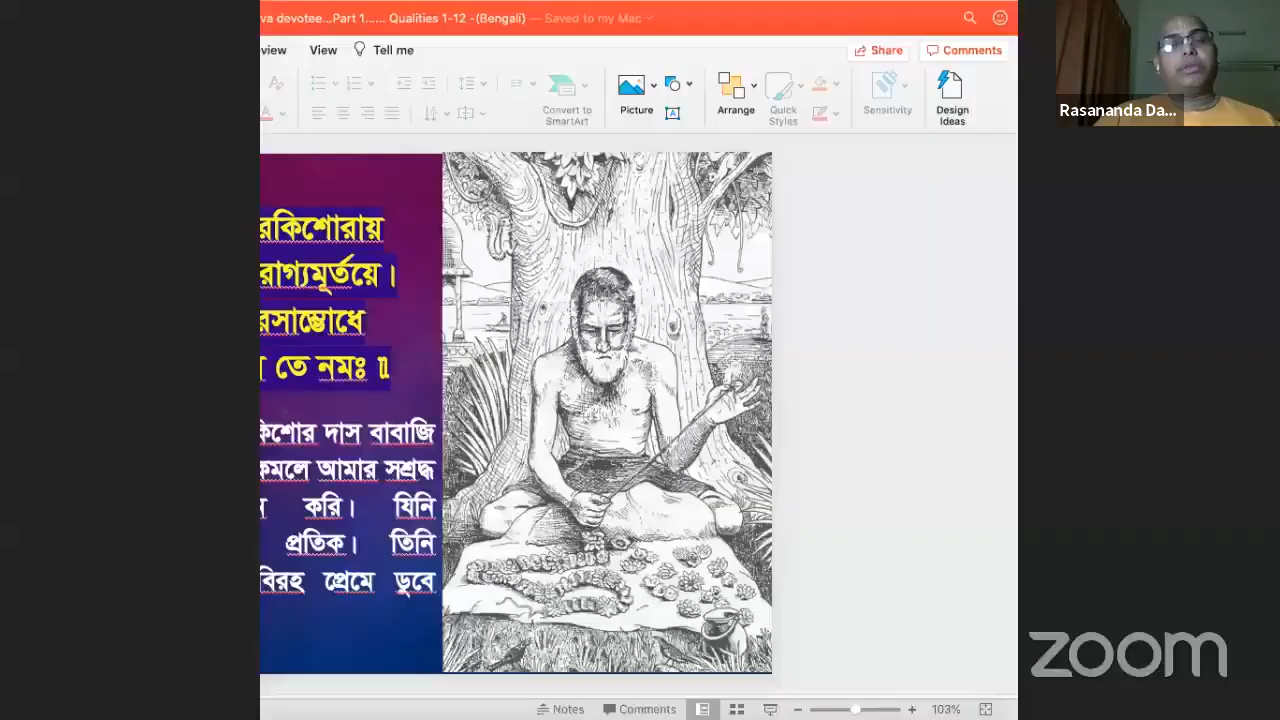 va devotee...Part 1...... Qualities 1-12 -(Bengali) — Saved to my Mac
view View Tell me Share Comments
Convert to SmartArt Picture Arrange Quick Styles Sensitivity Design Ideas
Rasananda Da...
রকিশোরায়
রাগ্যমূর্তয়ে।
রসাম্ভোধে
তে নমঃ ॥
কিশোর দাস বাবাজি
কমলে আমার সশ্রদ্ধ
করি। যিনি
প্রতিক। তিনি
বিরহ প্রেমে ডুবে
zoom
Notes Comments 103%